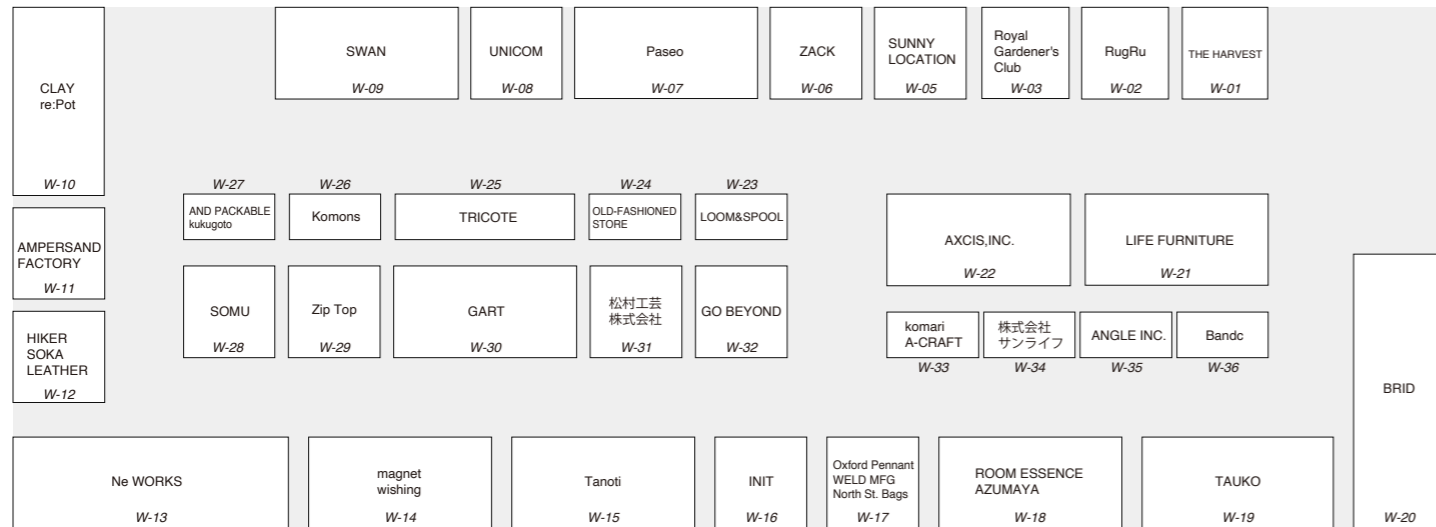 SWAN
W-09
UNICOM
W-08
Paseo
W-07
ZACK
W-06
SUNNY
LOCATION
W-05
Royal
Gardener's
Club
W-03
RugRu
W-02
THE HARVEST
W-01
CLAY
re:Pot
W-10
AMPERSAND
FACTORY
W-11
HIKER
SOKA
LEATHER
W-12
W-27
AND PACKABLE
kukugoto
W-26
Komons
W-25
TRICOTE
W-24
OLD-FASHIONED
STORE
W-23
LOOM&SPOOL
SOMU
W-28
Zip Top
W-29
GART
W-30
松村工芸
株式会社
W-31
GO BEYOND
W-32
AXCIS,INC.
W-22
LIFE FURNITURE
W-21
komari
A-CRAFT
W-33
株式会社
サンライフ
W-34
ANGLE INC.
W-35
Bandc
W-36
BRID
W-20
Ne WORKS
W-13
magnet
wishing
W-14
Tanoti
W-15
INIT
W-16
Oxford Pennant
WELD MFG
North St. Bags
W-17
ROOM ESSENCE
AZUMAYA
W-18
TAUKO
W-19